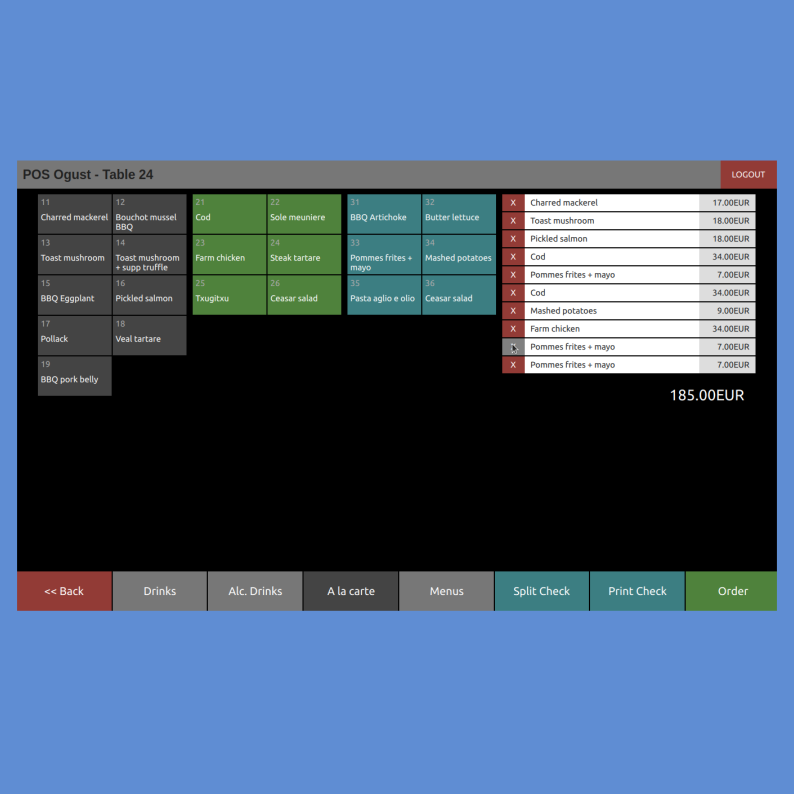 POS Ogust - Table 24
LOGOUT
11
Charred mackerel
12
Bouchot mussel
BBQ
13
Toast mushroom
14
Toast mushroom
+ supp truffle
15
BBQ Eggplant
16
Pickled salmon
17
Pollack
18
Veal tartare
19
BBQ pork belly
21
Cod
22
Sole meuniere
23
Farm chicken
24
Steak tartare
25
Txugitxu
26
Ceasar salad
31
BBQ Artichoke
32
Butter lettuce
33
Pommes frites +
mayo
34
Mashed potatoes
35
Pasta aglio e olio
36
Ceasar salad
X Charred mackerel 17.00EUR
X Toast mushroom 18.00EUR
X Pickled salmon 18.00EUR
X Cod 34.00EUR
X Pommes frites + mayo 7.00EUR
X Cod 34.00EUR
X Mashed potatoes 9.00EUR
X Farm chicken 34.00EUR
Pommes frites + mayo 7.00EUR
X Pommes frites + mayo 7.00EUR
185.00EUR
<< Back
Drinks
Alc. Drinks
A la carte
Menus
Split Check
Print Check
Order